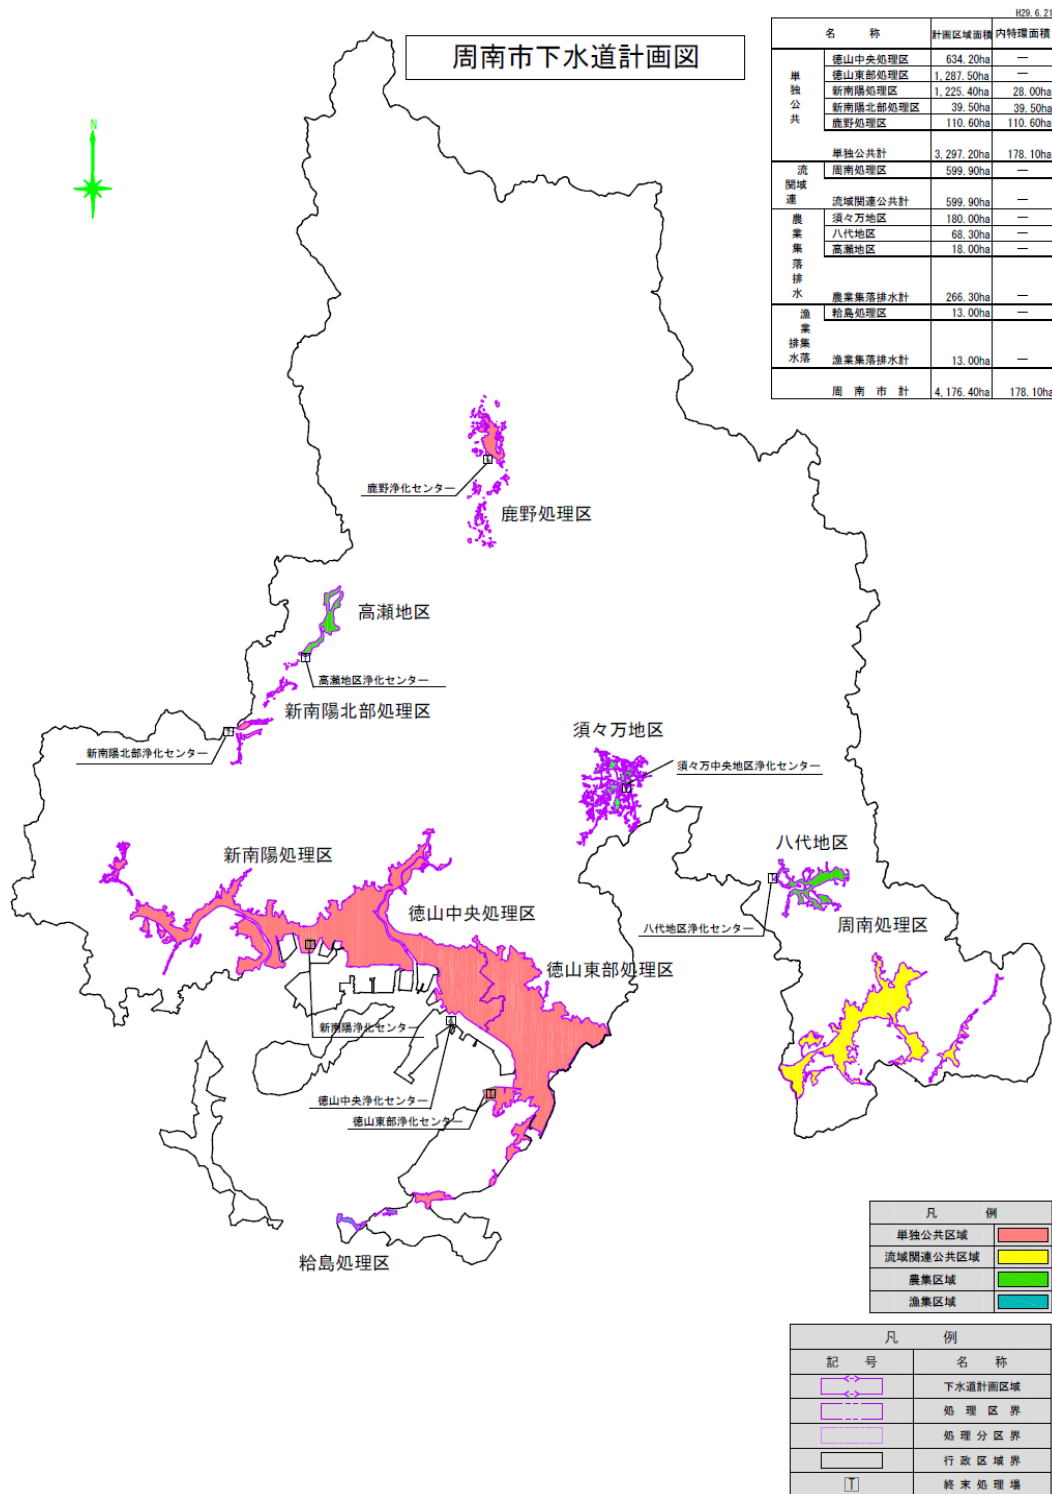 H29.6.21
周南市下水道計画図
名 称 計画区域面積 内特環面積
単独公共
徳山中央処理区 634.20ha ―
徳山東部処理区 1,287.50ha ―
新南陽処理区 1,225.40ha 28.00ha
新南陽北部処理区 39.50ha 39.50ha
鹿野処理区 110.60ha 110.60ha
単独公共計 3,297.20ha 178.10ha
流域関連
周南処理区 599.90ha ―
流域関連公共計 599.90ha ―
農業集落排水
須々万地区 180.00ha ―
八代地区 68.30ha ―
高瀬地区 18.00ha ―
農業集落排水計 266.30ha ―
漁業集落排水
粭島処理区 13.00ha ―
漁業集落排水計 13.00ha ―
周南市計 4,176.40ha 178.10ha
N
鹿野浄化センター
鹿野処理区
高瀬地区
高瀬地区浄化センター
新南陽北部処理区
新南陽北部浄化センター
須々万地区
須々万中央地区浄化センター
八代地区
八代地区浄化センター
周南処理区
新南陽処理区
徳山中央処理区
徳山東部処理区
新南陽浄化センター
徳山中央浄化センター
徳山東部浄化センター
粭島処理区
凡 例
単独公共区域
流域関連公共区域
農集区域
漁集区域
凡 例
記 号 名 称
下水道計画区域
処理区界
処理分区界
行政区域界
T 終末処理場